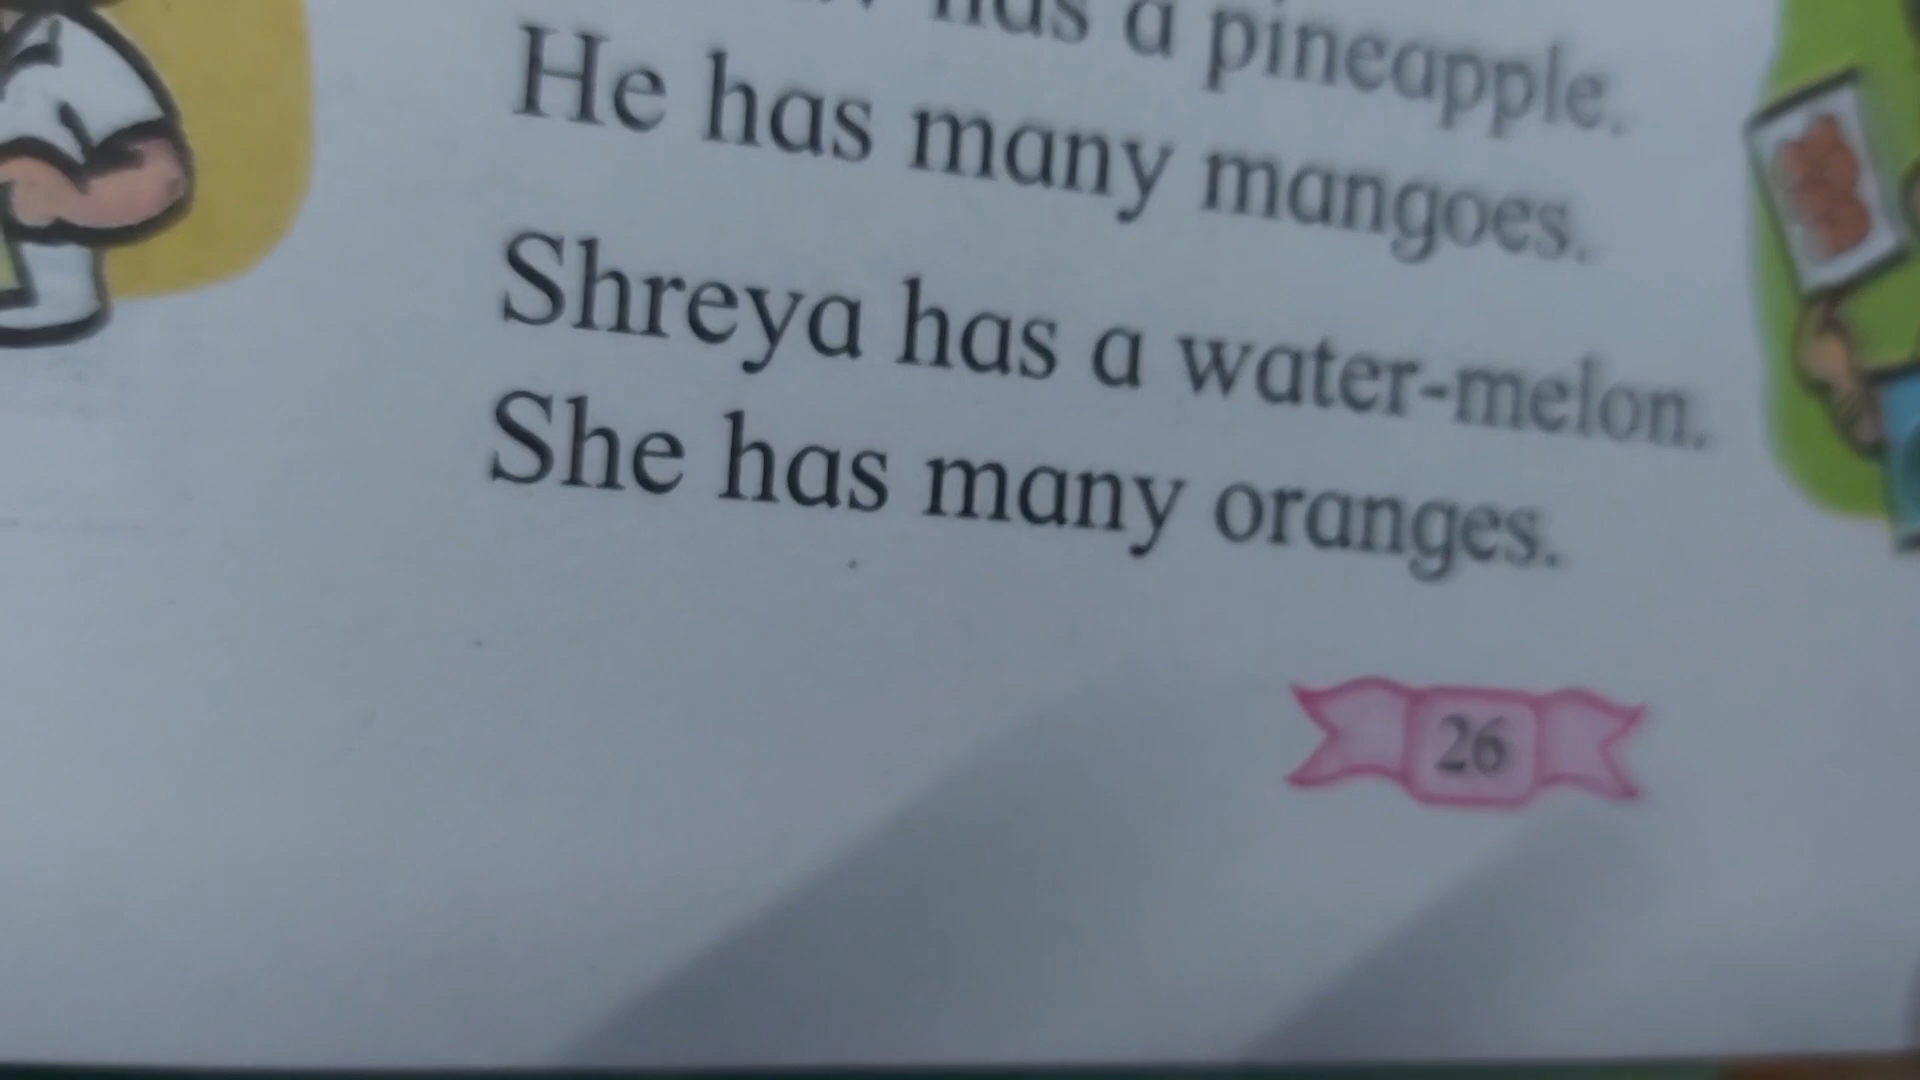 has a pineapple.
He has many mangoes.
Shreya has a water-melon.
She has many oranges.
26